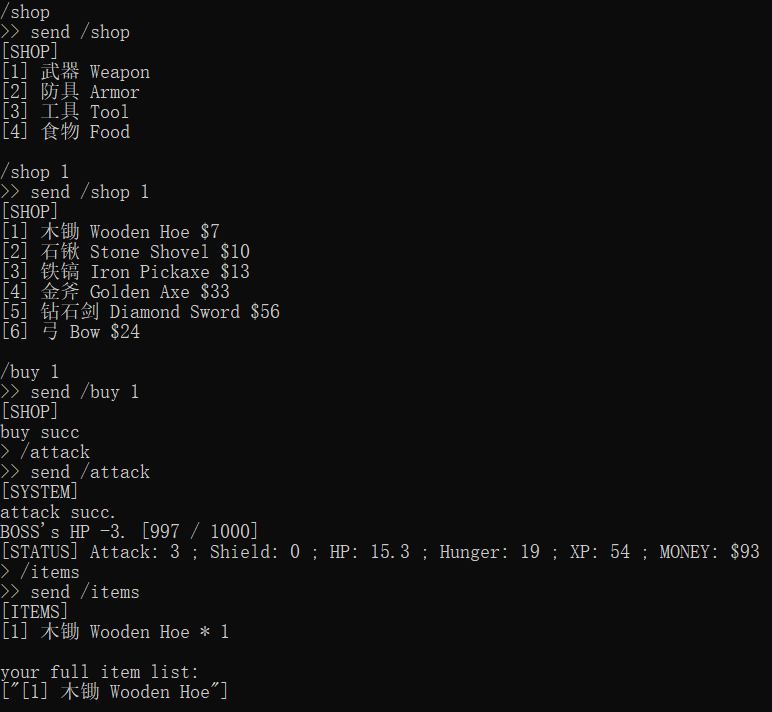 /shop
>> send /shop
[SHOP]
[1] 武器 Weapon
[2] 防具 Armor
[3] 工具 Tool
[4] 食物 Food
/shop 1
>> send /shop 1
[SHOP]
[1] 木锄 Wooden Hoe $7
[2] 石锹 Stone Shovel $10
[3] 铁镐 Iron Pickaxe $13
[4] 金斧 Golden Axe $33
[5] 钻石剑 Diamond Sword $56
[6] 弓 Bow $24
/buy 1
>> send /buy 1
[SHOP]
buy succ
> /attack
>> send /attack
[SYSTEM]
attack succ.
BOSS's HP -3. [997 / 1000]
[STATUS] Attack: 3 ; Shield: 0 ; HP: 15.3 ; Hunger: 19 ; XP: 54 ; MONEY: $93
> /items
>> send /items
[ITEMS]
[1] 木锄 Wooden Hoe * 1
your full item list:
["[1] 木锄 Wooden Hoe"]